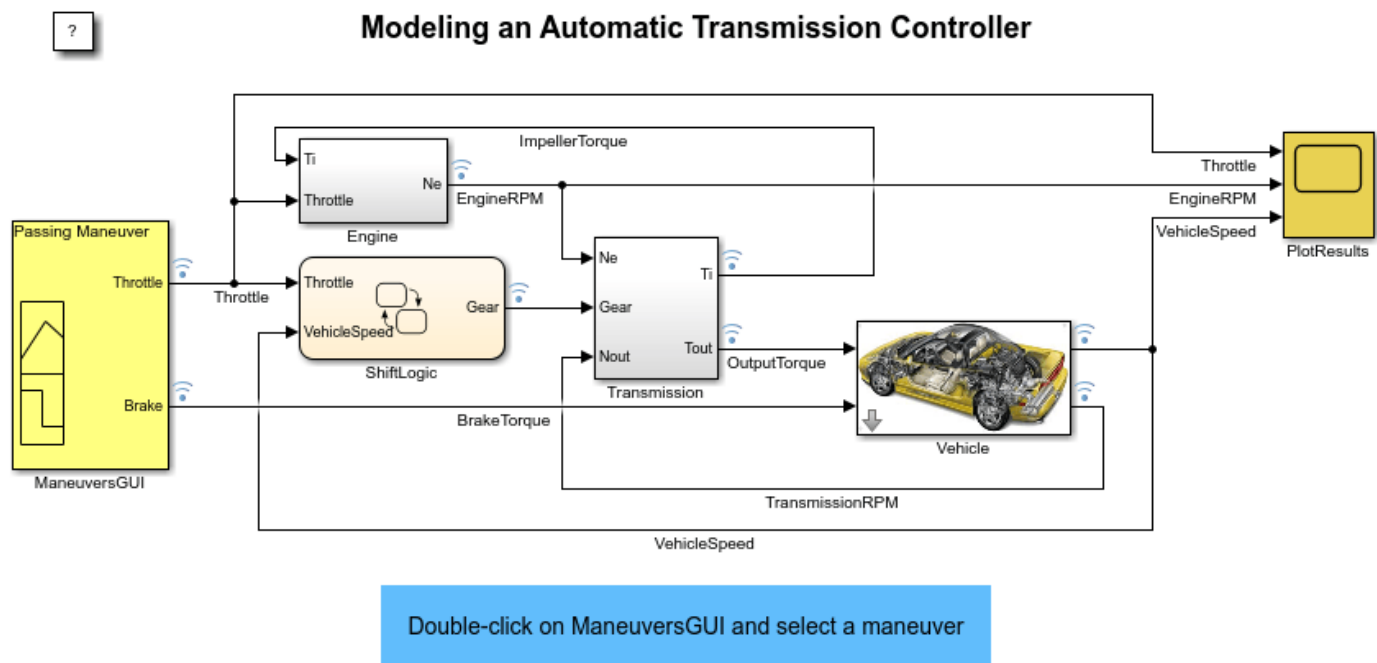 ?
Modeling an Automatic Transmission Controller
ImpellerTorque
Ti
Throttle
Ne
EngineRPM
Engine
Throttle
EngineRPM
VehicleSpeed
PlotResults
Passing Maneuver
Throttle
Brake
ManeuversGUI
Throttle
Throttle
VehicleSpeed
Gear
ShiftLogic
Ne
Gear
Nout
Ti
Tout
Transmission
OutputTorque
BrakeTorque
Vehicle
TransmissionRPM
VehicleSpeed
Double-click on ManeuversGUI and select a maneuver